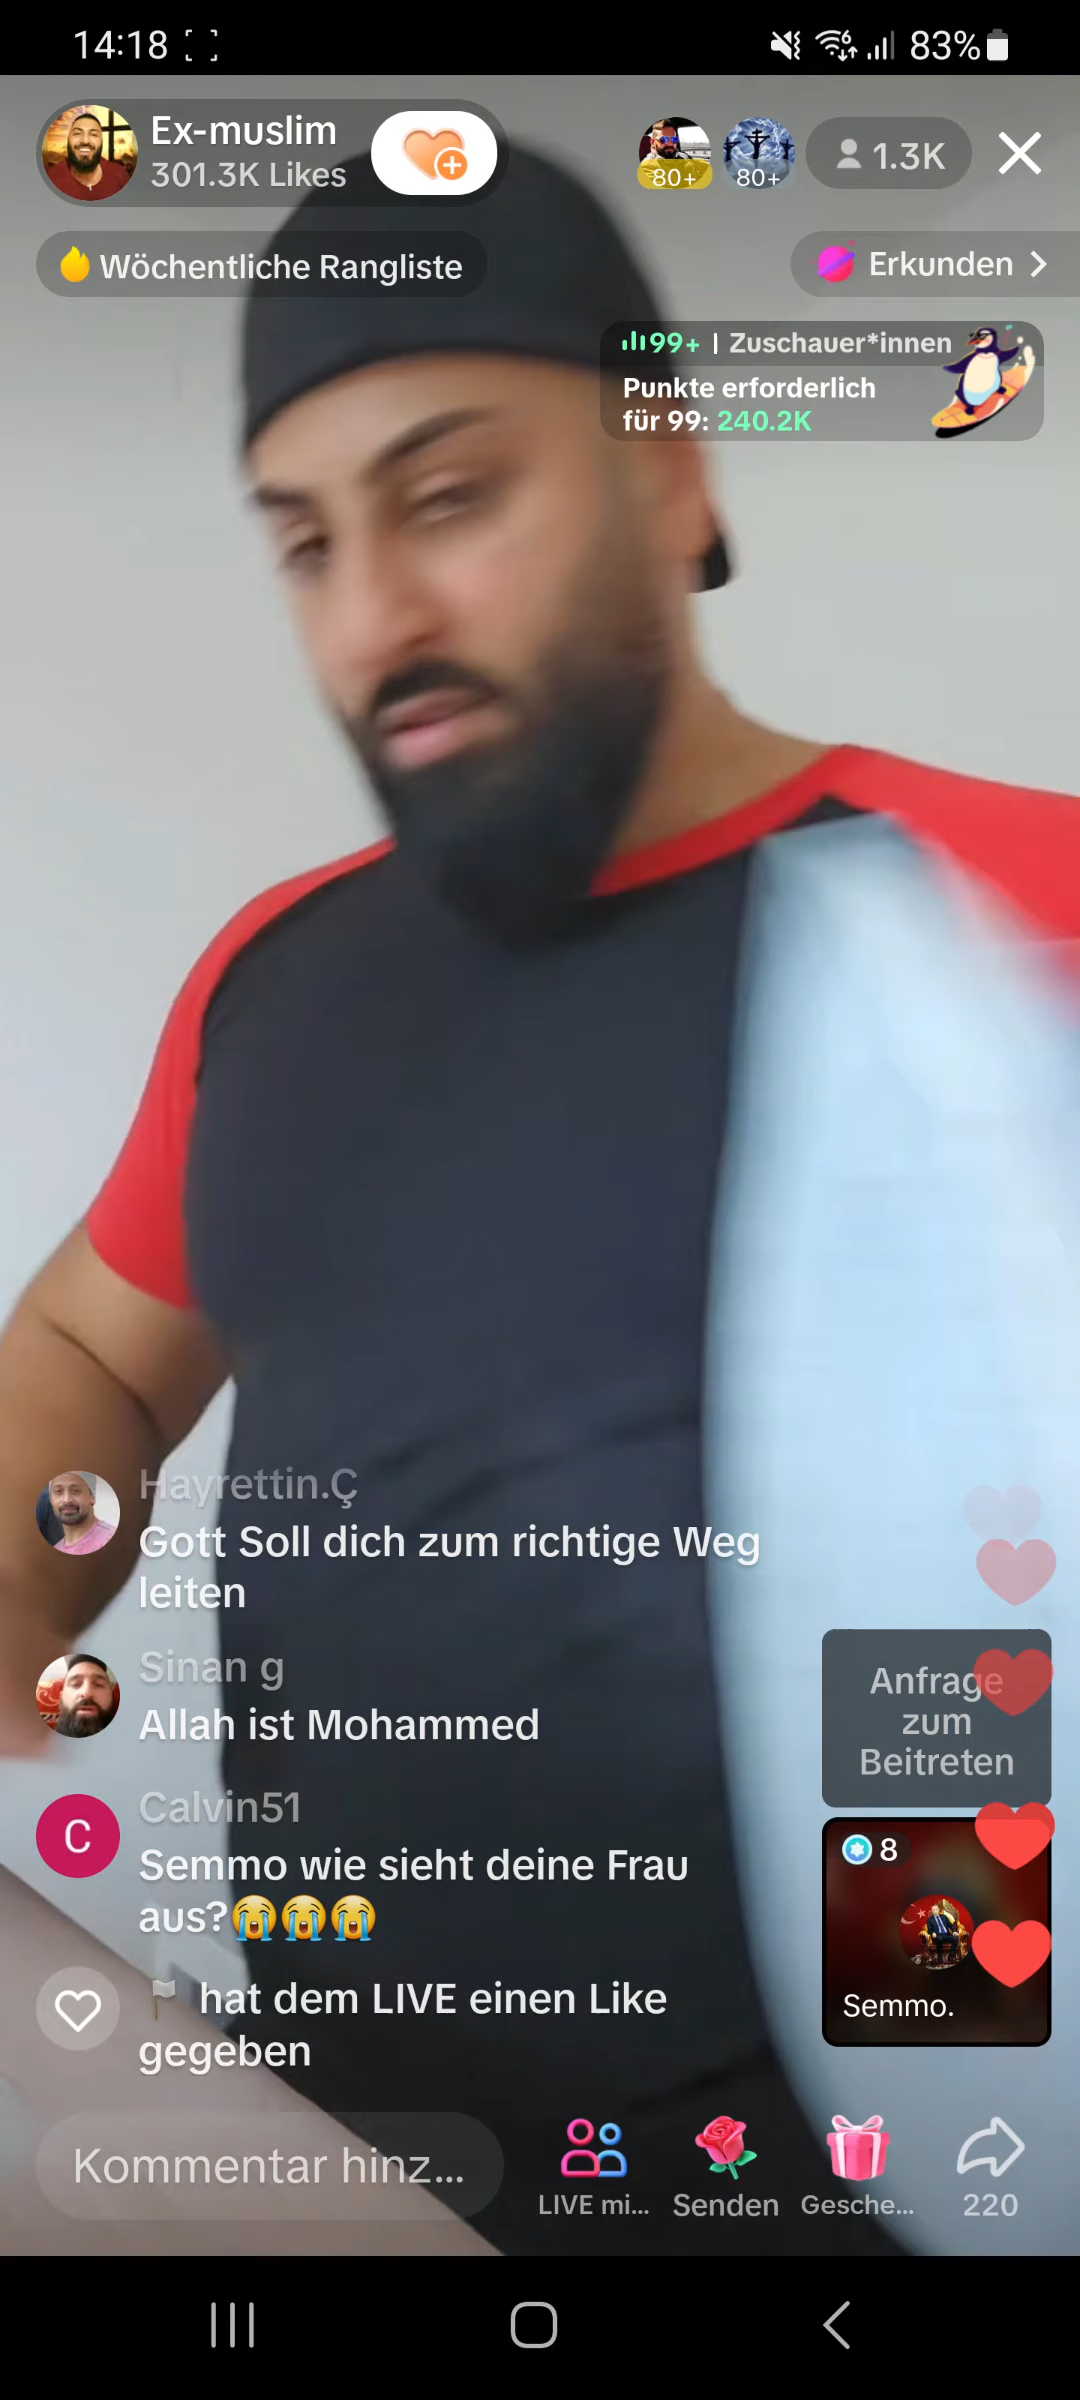 14:18
83%
Ex-muslim
301.3K Likes
80+
80+
1.3K
Wöchentliche Rangliste
Erkunden
99+ | Zuschauer*innen
Punkte erforderlich
für 99: 240.2K
Hayrettin.Ç
Gott Soll dich zum richtige Weg
leiten
Sinan g
Allah ist Mohammed
Anfrage
zum
Beitreten
Calvin51
C
Semmo wie sieht deine Frau
aus?😭😭😭
8
Semmo.
hat dem LIVE einen Like
gegeben
Kommentar hinz...
LIVE mi...
Senden
Gesche...
220